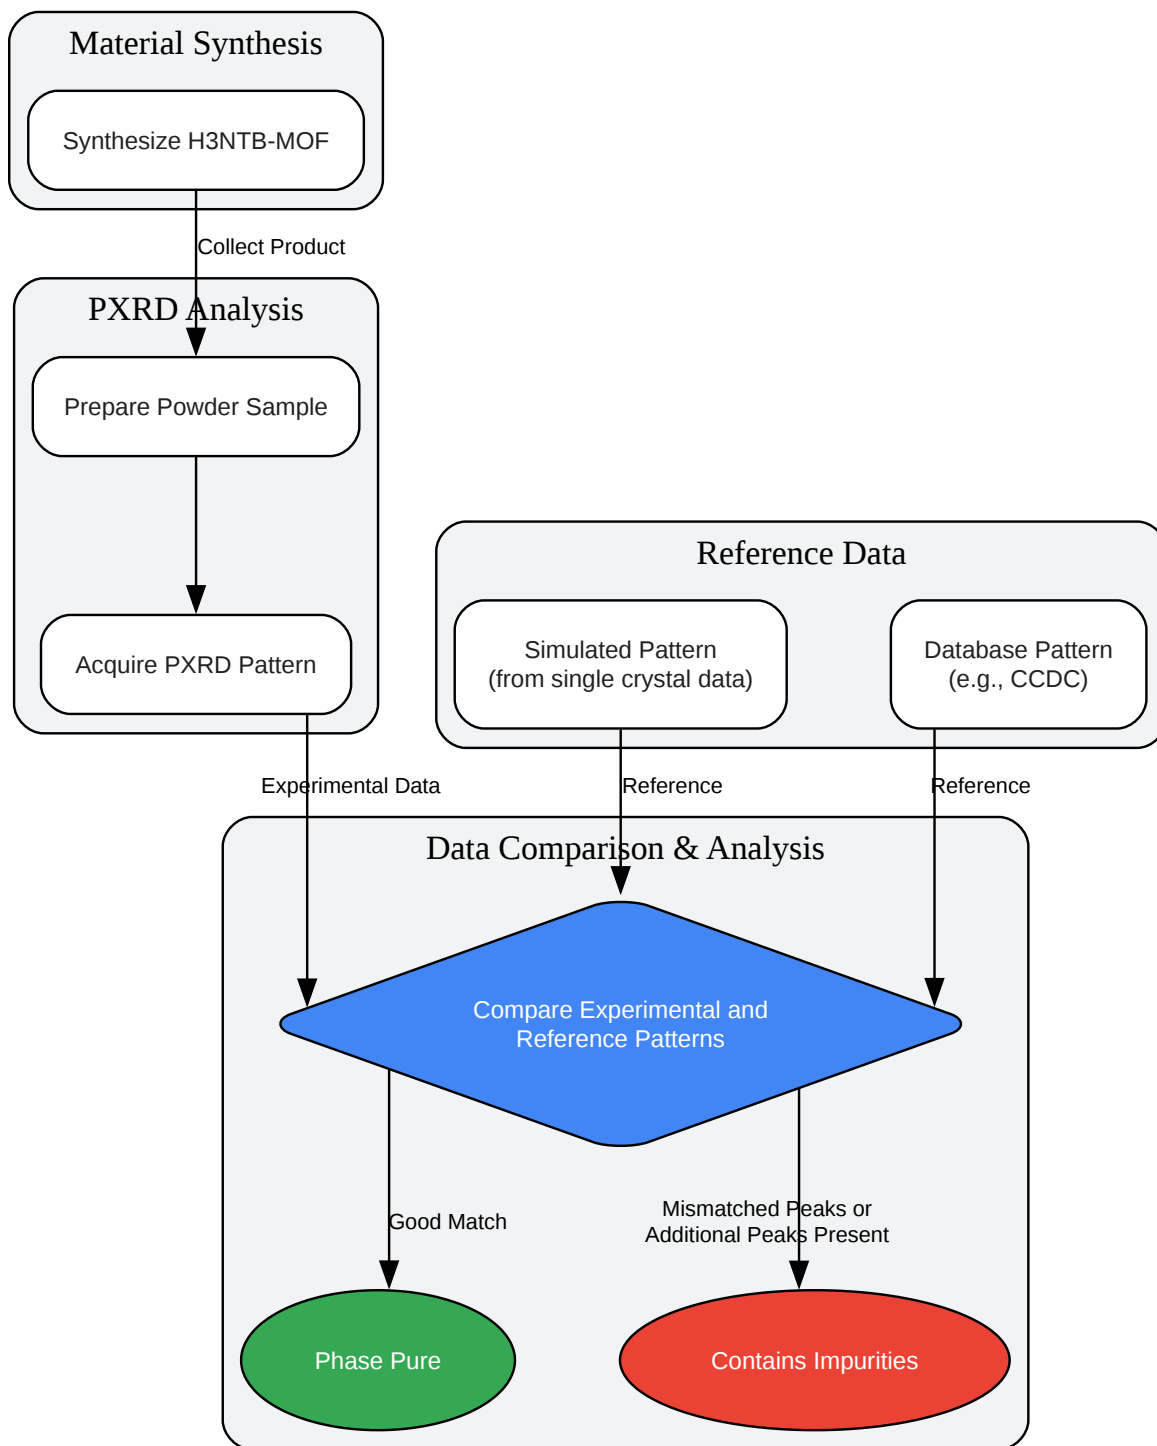 Material Synthesis
Synthesize H3NTB-MOF
Collect Product
PXRD Analysis
Prepare Powder Sample
Acquire PXRD Pattern
Reference Data
Simulated Pattern
(from single crystal data)
Database Pattern
(e.g., CCDC)
Experimental Data
Reference
Reference
Data Comparison & Analysis
Compare Experimental and
Reference Patterns
Good Match
Mismatched Peaks or
Additional Peaks Present
Phase Pure
Contains Impurities